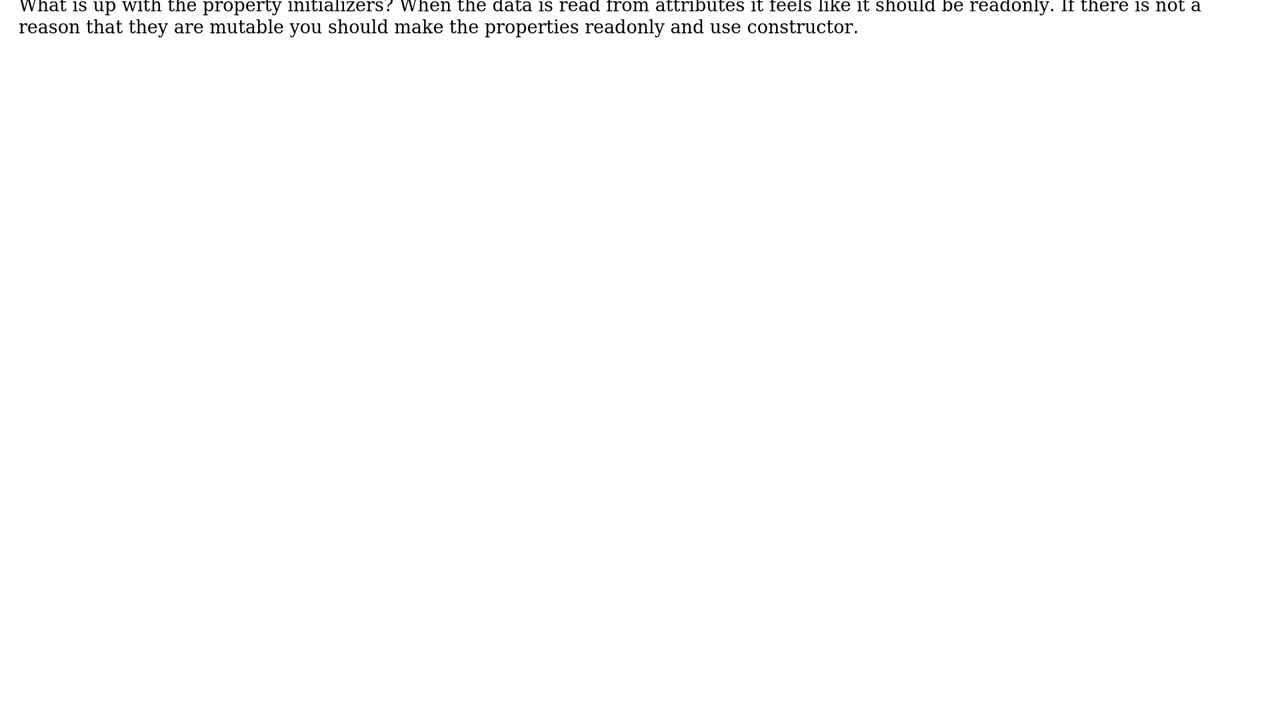 What is up with the property initializers? When the data is read from attributes it feels like it should be readonly. If there is not a
reason that they are mutable you should make the properties readonly and use constructor.